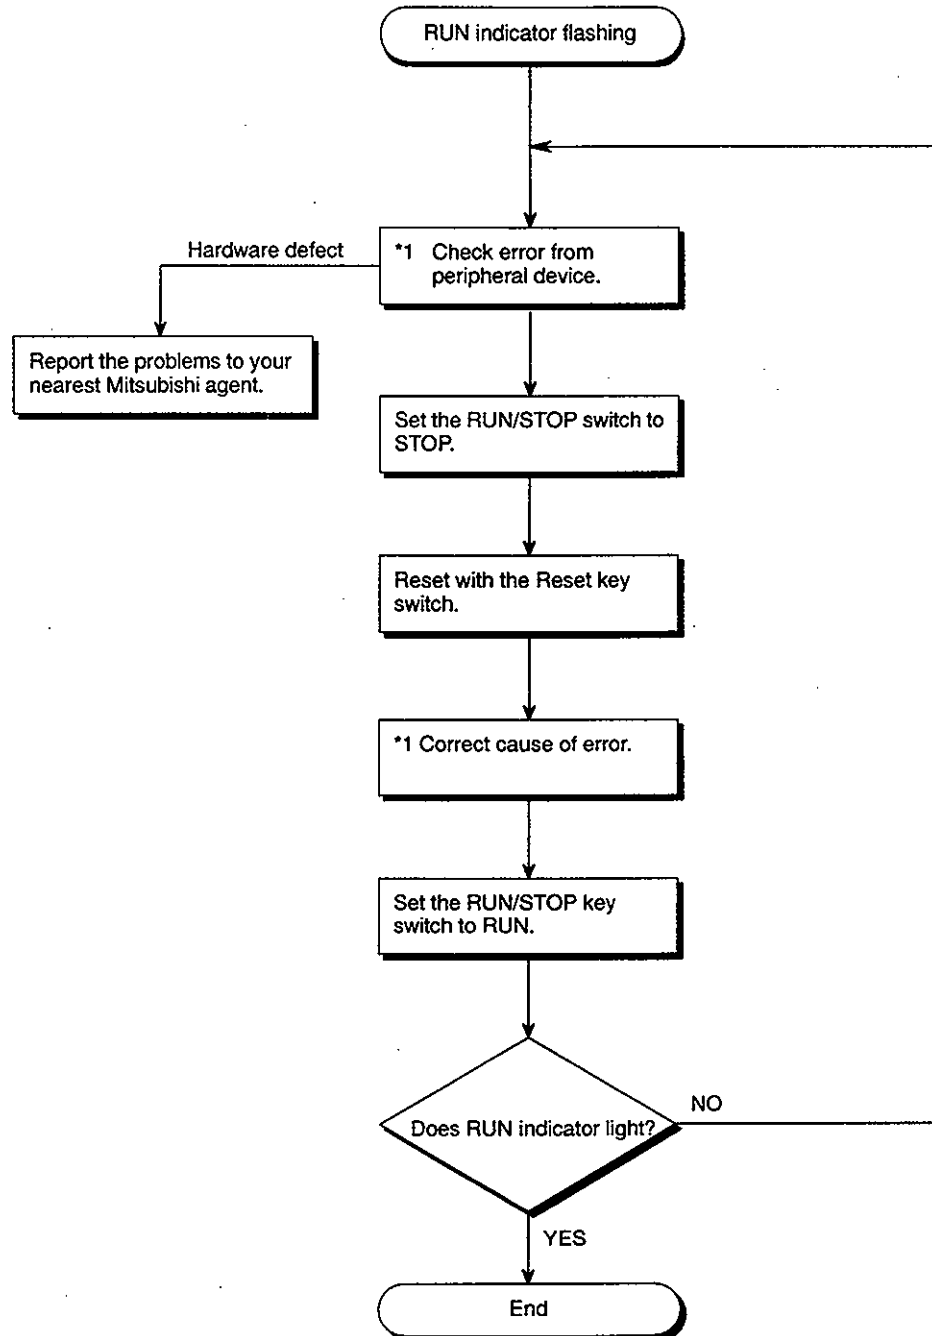 RUN indicator flashing
Hardware defect
*1 Check error from
peripheral device.
Report the problems to your
nearest Mitsubishi agent.
Set the RUN/STOP switch to
STOP.
Reset with the Reset key
switch.
*1 Correct cause of error.
Set the RUN/STOP key
switch to RUN.
Does RUN indicator light?
NO
YES
End